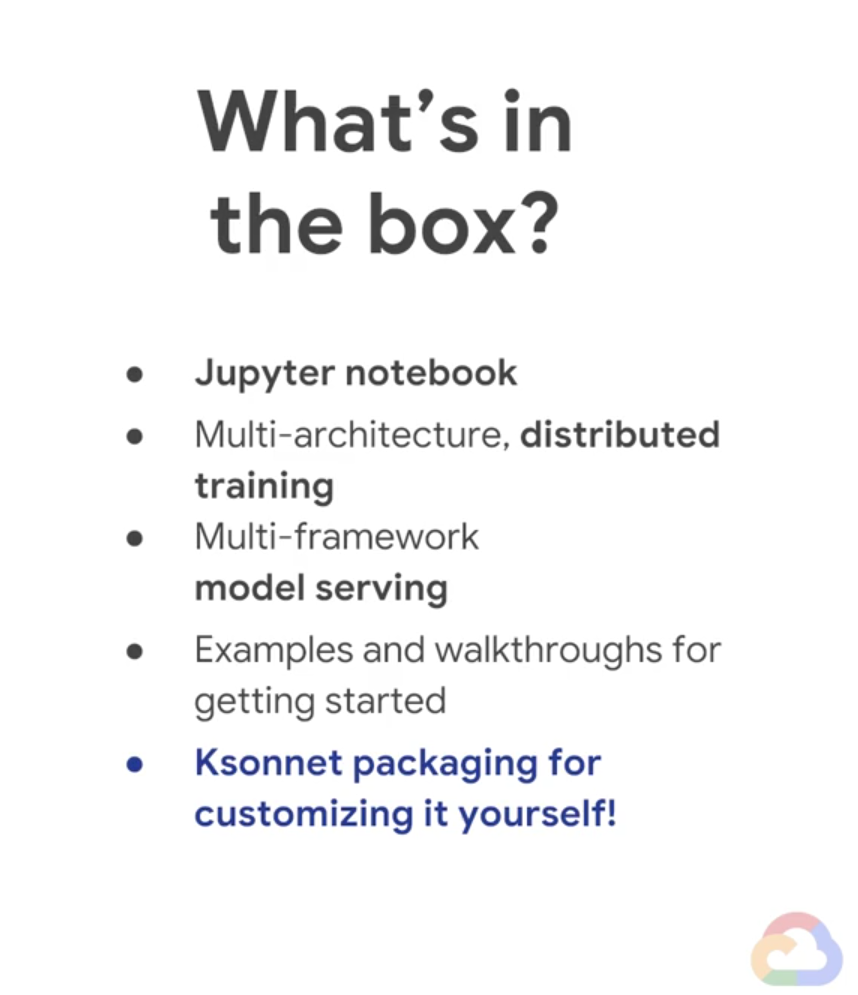 What’s in
the box?
● Jupyter notebook
● Multi-architecture, distributed
training
● Multi-framework
model serving
● Examples and walkthroughs for
getting started
● Ksonnet packaging for
customizing it yourself!